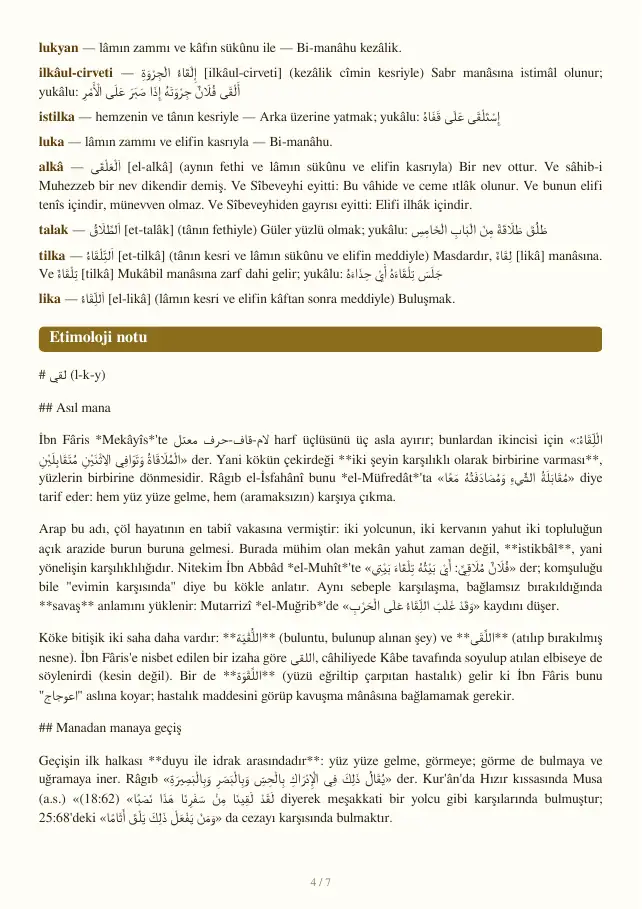 lukyan — lâmın zammı ve kâfın sükûnu ile — Bi-manâhu kezâlik.
ilkâul-cirveti — إِلْقَاءُ الْجِرْوَةِ [ilkâul-cirveti] (kezâlik cîmin kesriyle) Sabr manâsına istimâl olunur;
yukâlu: أَلْقَى فُلَانٌ جِرْوَتَهُ إِذَا صَبَرَ عَلَى الْأَمْرِ
istilka — hemzenin ve tânın kesriyle — Arka üzerine yatmak; yukâlu: إِسْتَلْقَى عَلَى قَفَاهُ
luka — lâmın zammı ve elifin kasrıyla — Bi-manâhu.
alkâ — اَلْعَلْقَى [el-alkâ] (aynın fethi ve lâmın sükûnu ve elifin kasrıyla) Bir nev ottur. Ve sâhib-i
Muhezzeb bir nev dikendir demiş. Ve Sîbeveyhi eyitti: Bu vâhide ve ceme ıtlâk olunur. Ve bunun elifi
tenîs içindir, münevven olmaz. Ve Sîbeveyhiden gayrısı eyitti: Elifi ilhâk içindir.
talak — اَلطَّلَاقُ [et-talâk] (tânın fethiyle) Güler yüzlü olmak; yukâlu: طَلُقَ طَلَاقَةً مِنَ الْبَابِ الْخَامِسِ
tilka — اَلتِّلْقَاءُ [et-tilkâ] (tânın kesri ve lâmın sükûnu ve elifin meddiyle) Masdardır, لِقَاءٌ [likâ] manâsına.
Ve تِلْقَاءُ [tilkâ] Mukâbil manâsına zarf dahi gelir; yukâlu: جَلَسَ تِلْقَاءَهُ أَيْ حِذَاءَهُ
lika — اَللِّقَاءُ [el-likâ] (lâmın kesri ve elifin kâftan sonra meddiyle) Buluşmak.
Etimoloji notu
# لقي (l-k-y)
## Asıl mana
İbn Fâris *Mekâyîs*'te لام-قاف-حرف معتل harf üçlüsünü üç asla ayırır; bunlardan ikincisi için «اللِّقَاءُ:
الْمُلَاقَاةُ وَتَوَافِي الِاثْنَيْنِ مُتَقَابِلَيْنِ» der. Yani kökün çekirdeği **iki şeyin karşılıklı olarak birbirine varması**,
yüzlerin birbirine dönmesidir. Râgıb el-İsfahânî bunu *el-Müfredât*'ta «مُقَابَلَةُ الشَّيءِ وَمُصَادَفَتُهُ مَعًا» diye
tarif eder: hem yüz yüze gelme, hem (aramaksızın) karşıya çıkma.
Arap bu adı, çöl hayatının en tabiî vakasına vermiştir: iki yolcunun, iki kervanın yahut iki topluluğun
açık arazide burun buruna gelmesi. Burada mühim olan mekân yahut zaman değil, **istikbâl**, yani
yönelişin karşılıklılığıdır. Nitekim İbn Abbâd *el-Muhît*'te «فُلَانٌ مُلَاقِيَّ: أَيْ بَيْتُهُ تِلْقَاءَ بَيْتِي» der; komşuluğu
bile "evimin karşısında" diye bu kökle anlatır. Aynı sebeple karşılaşma, bağlamsız bırakıldığında
**savaş** anlamını yüklenir: Mutarrizî *el-Muğrib*'de «وَقَدْ غَلَبَ اللِّقَاءُ عَلَى الْحَرْبِ» kaydını düşer.
Köke bitişik iki saha daha vardır: **اللُّقَيَة** (buluntu, bulunup alınan şey) ve **اللَّقَى** (atılıp bırakılmış
nesne). İbn Fâris'e nisbet edilen bir izaha göre اللقى, câhiliyede Kâbe tavafında soyulup atılan elbiseye de
söylenirdi (kesin değil). Bir de **اللَّقْوَة** (yüzü eğriltip çarpıtan hastalık) gelir ki İbn Fâris bunu
"اعوجاج" aslına koyar; hastalık maddesini görüp kavuşma mânâsına bağlamamak gerekir.
## Manadan manaya geçiş
Geçişin ilk halkası **duyu ile idrak arasındadır**: yüz yüze gelme, görmeye; görme de bulmaya ve
uğramaya iner. Râgıb «يُقَالُ ذَلِكَ فِي الْإِدْرَاكِ بِالْحِسِّ وَبِالْبَصَرِ وَبِالْبَصِيرَةِ» der. Kur'ân'da Hızır kıssasında Musa
(a.s.) «لَقَدْ لَقِينَا مِنْ سَفَرِنَا هَذَا نَصَبًا» (18:62) diyerek meşakkati bir yolcu gibi karşılarında bulmuştur;
25:68'deki «وَمَنْ يَفْعَلْ ذَلِكَ يَلْقَ أَثَامًا» da cezayı karşısında bulmaktır.
4 / 7